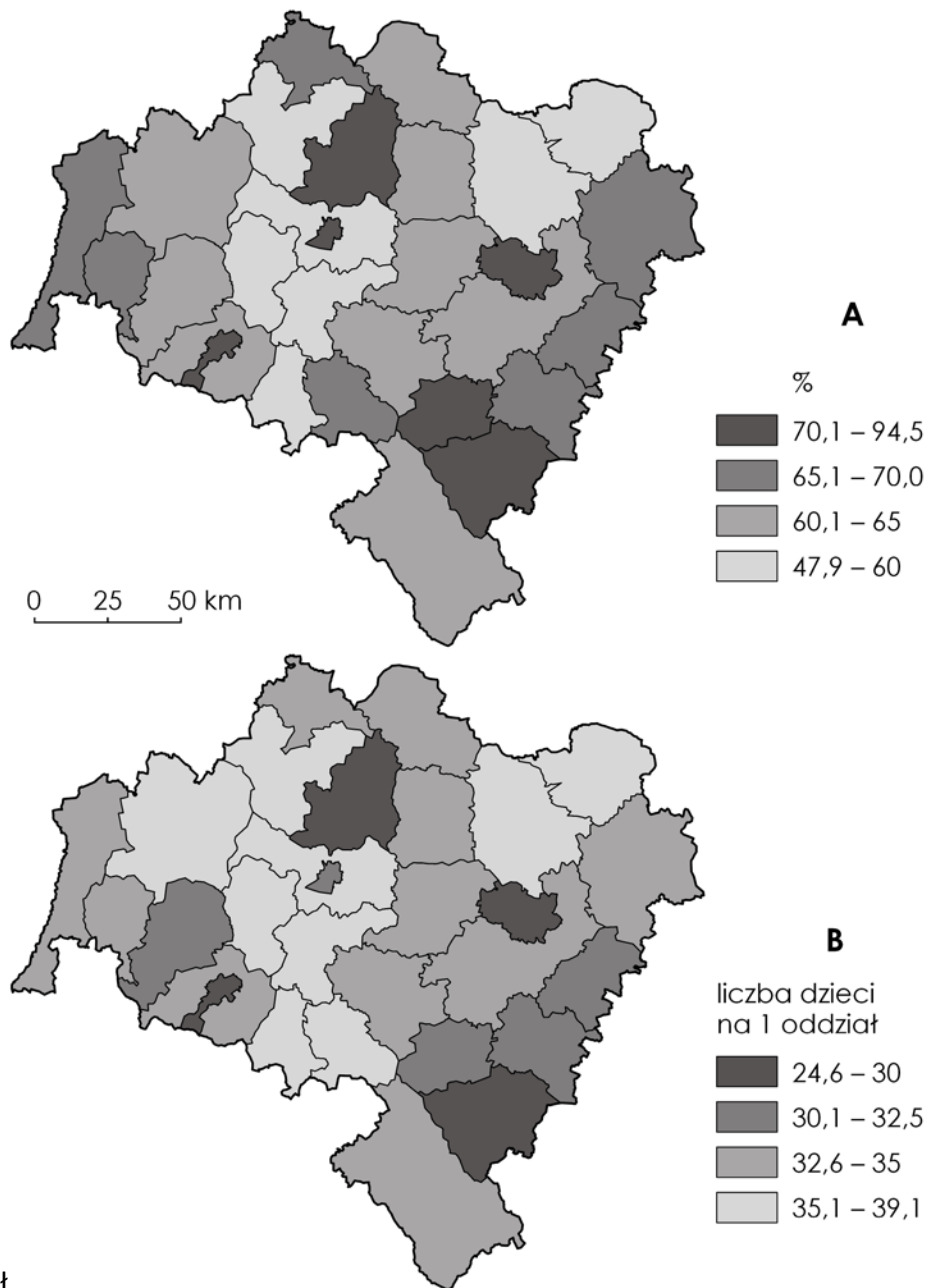 A
%
70,1 – 94,5
65,1 – 70,0
60,1 – 65
47,9 – 60
0 25 50 km
B
liczba dzieci
na 1 oddział
24,6 – 30
30,1 – 32,5
32,6 – 35
35,1 – 39,1
ł